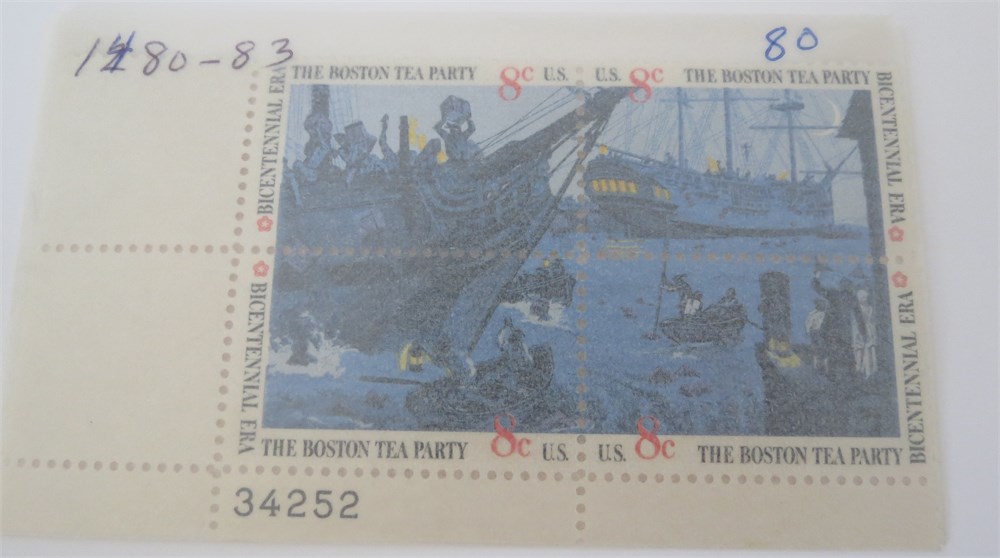 1480-83
80
THE BOSTON TEA PARTY 8c U.S.
U.S. 8c THE BOSTON TEA PARTY
BICENTENNIAL ERA
BICENTENNIAL ERA
BICENTENNIAL ERA
BICENTENNIAL ERA
THE BOSTON TEA PARTY 8c U.S.
U.S. 8c THE BOSTON TEA PARTY
34252